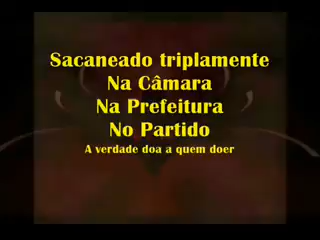 Sacaneado triplamente
Na Câmara
Na Prefeitura
No Partido
A verdade doa a quem doer